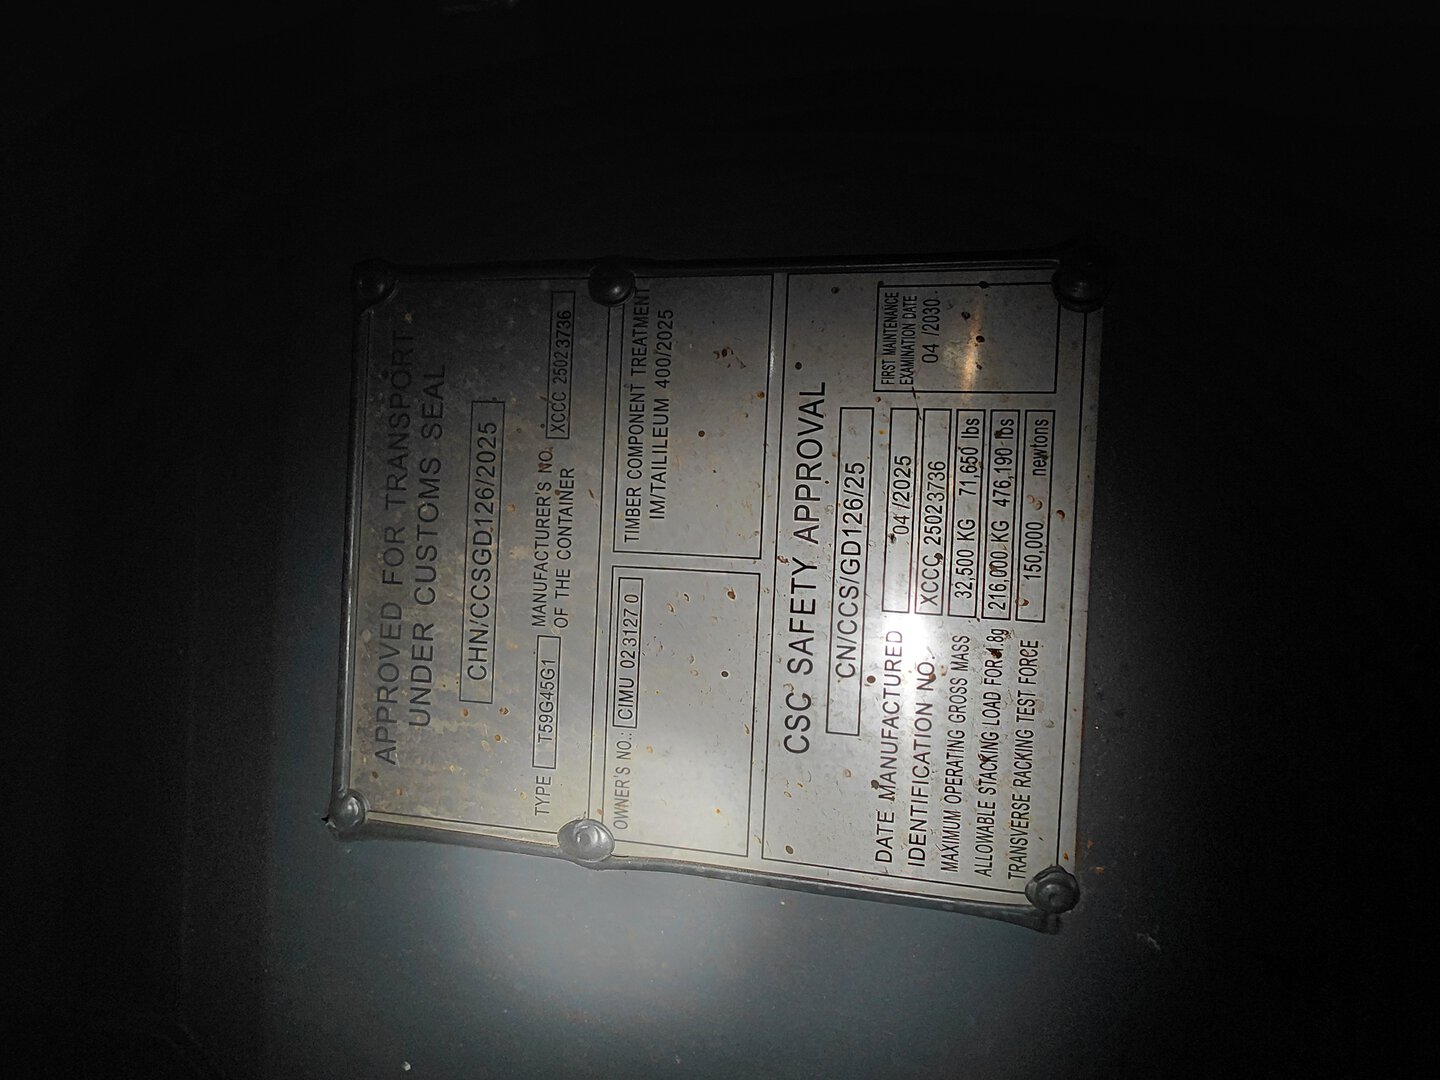 APPROVED FOR TRANSPORT
UNDER CUSTOMS SEAL
CHN/CCSGD126/2025
TYPE T59G45G1 MANUFACTURER'S NO. XCCC 25023736
OF THE CONTAINER
OWNER'S NO.: CIMU 02 3127 0
TIMBER COMPONENT TREATMENT
IM/TAILILEUM 400/2025
CSC SAFETY APPROVAL
CN/CCS/GD126/25
DATE MANUFACTURED 04 /2025
IDENTIFICATION NO. XCCC 25023736
MAXIMUM OPERATING GROSS MASS 32,500 KG 71,650 lbs
ALLOWABLE STACKING LOAD FOR 1.8g 216,000 KG 476,190 lbs
TRANSVERSE RACKING TEST FORCE 150,000 newtons
FIRST MAINTENANCE
EXAMINATION DATE
04 /2030